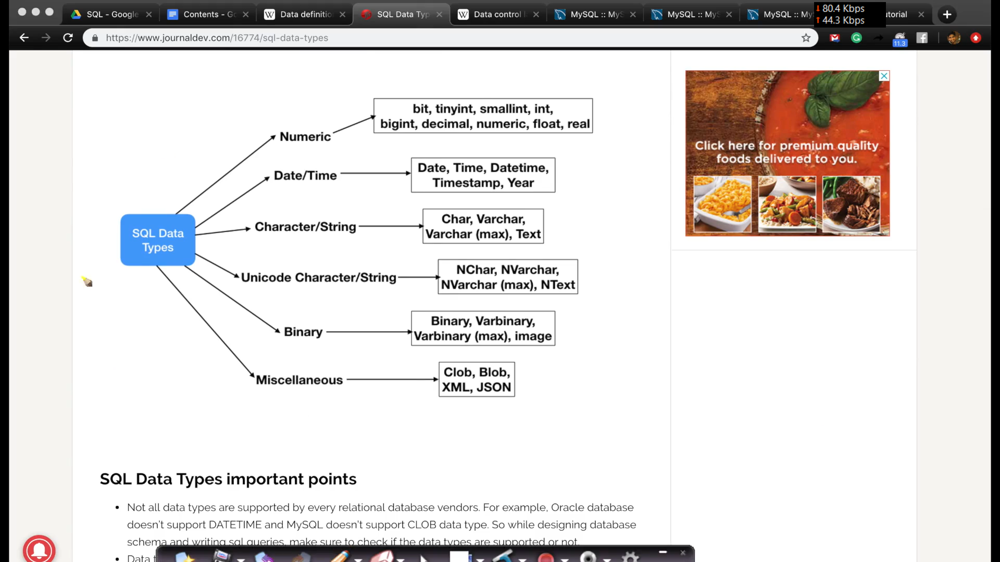 SQL - Google
Contents - Go
Data definitio
SQL Data Typ
Data control l
MySQL :: MyS
MySQL :: MyS
MySQL :: My
utorial
80.4 Kbps
44.3 Kbps
https://www.journaldev.com/16774/sql-data-types
11.3
bit, tinyint, smallint, int,
bigint, decimal, numeric, float, real
Numeric
Date/Time
Date, Time, Datetime,
Timestamp, Year
Character/String
Char, Varchar,
Varchar (max), Text
SQL Data
Types
Unicode Character/String
NChar, NVarchar,
NVarchar (max), NText
Binary
Binary, Varbinary,
Varbinary (max), image
Miscellaneous
Clob, Blob,
XML, JSON
Click here for premium quality
foods delivered to you.
SQL Data Types important points
• Not all data types are supported by every relational database vendors. For example, Oracle database
doesn't support DATETIME and MySQL doesn't support CLOB data type. So while designing database
schema and writing sql queries, make sure to check if the data types are supported or not.
• Data t